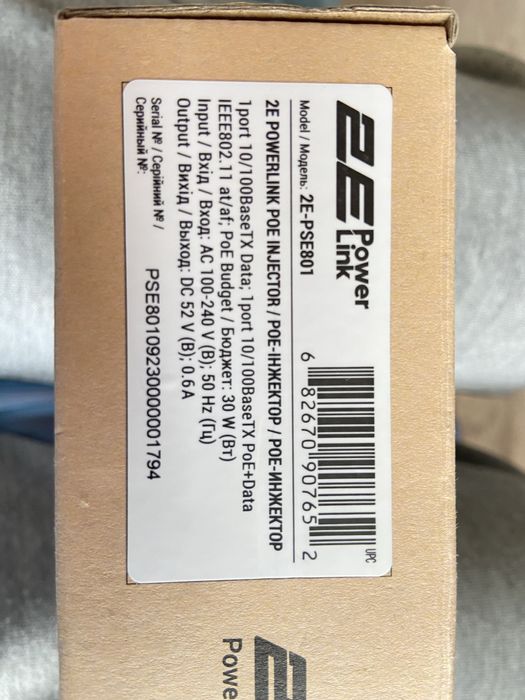 2E Power
Link
UPC
6 82670 90765 2
Model / Модель: 2E-PSE801
2E POWERLINK POE INJECTOR / POE-ІНЖЕКТОР / POE-ИНЖЕКТОР
1port 10/100BaseTX Data; 1port 10/100BaseTX PoE+Data
IEEE802.11 at/af; PoE Budget / Бюджет: 30 W (Вт)
Input / Вхід / Вход: AC 100-240 V (В); 50 Hz (Гц)
Output / Вихід / Выход: DC 52 V (В); 0.6A
Serial № / Серійний № /
Серийный №:
PSE80109230000001794
2E
Powe